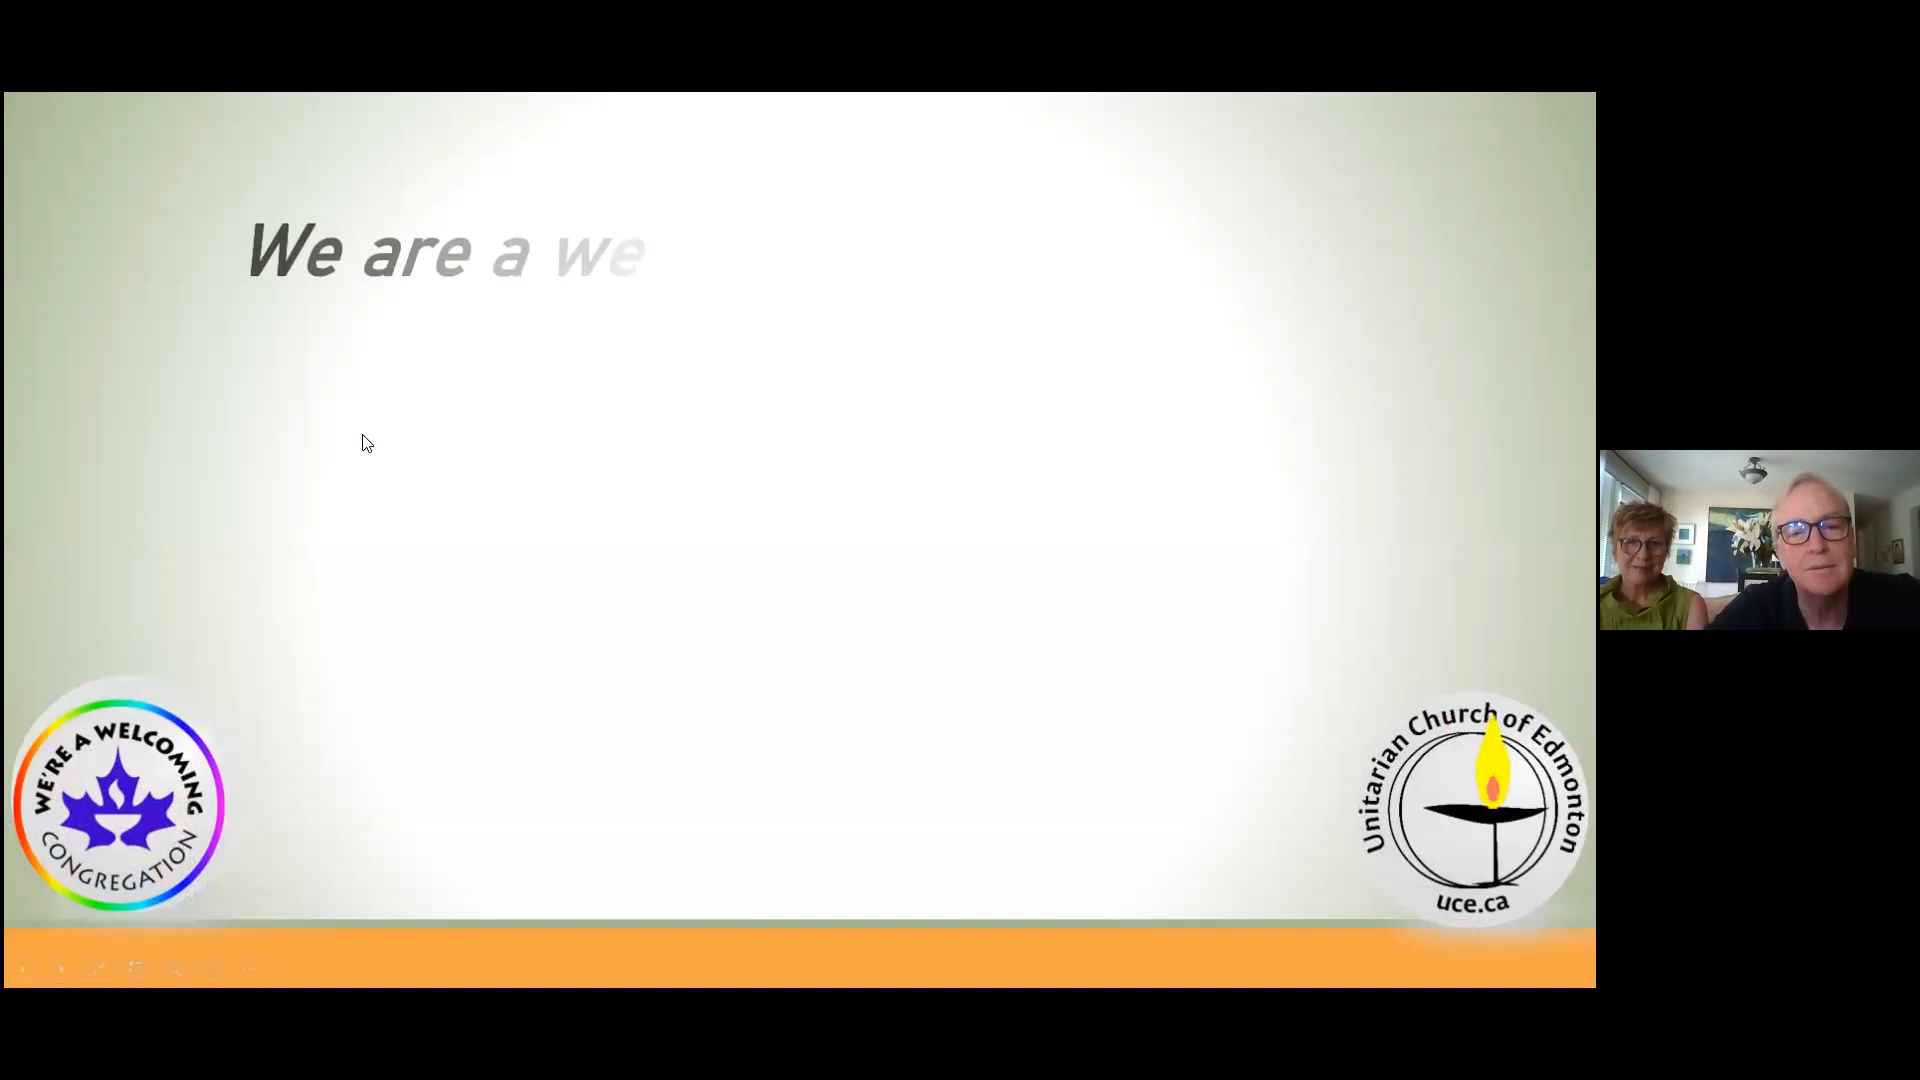 We are a we
WE'RE A WELCOMING
CONGREGATION
Unitarian Church of Edmonton
uce.ca